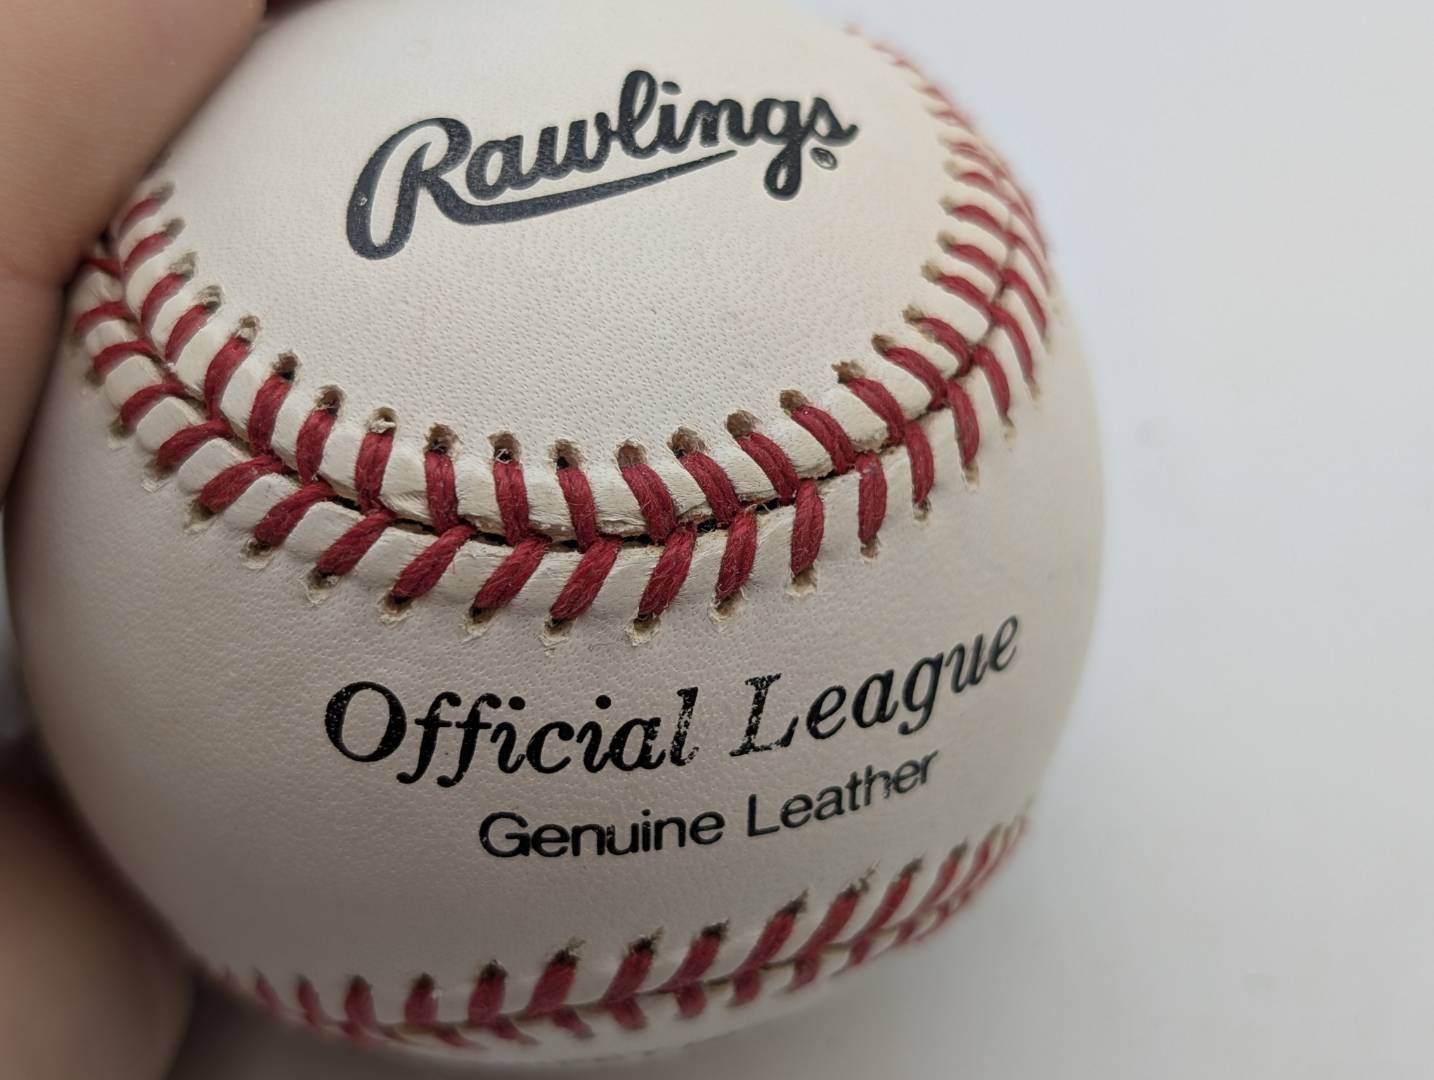 Rawlings®
Official League
Genuine Leather